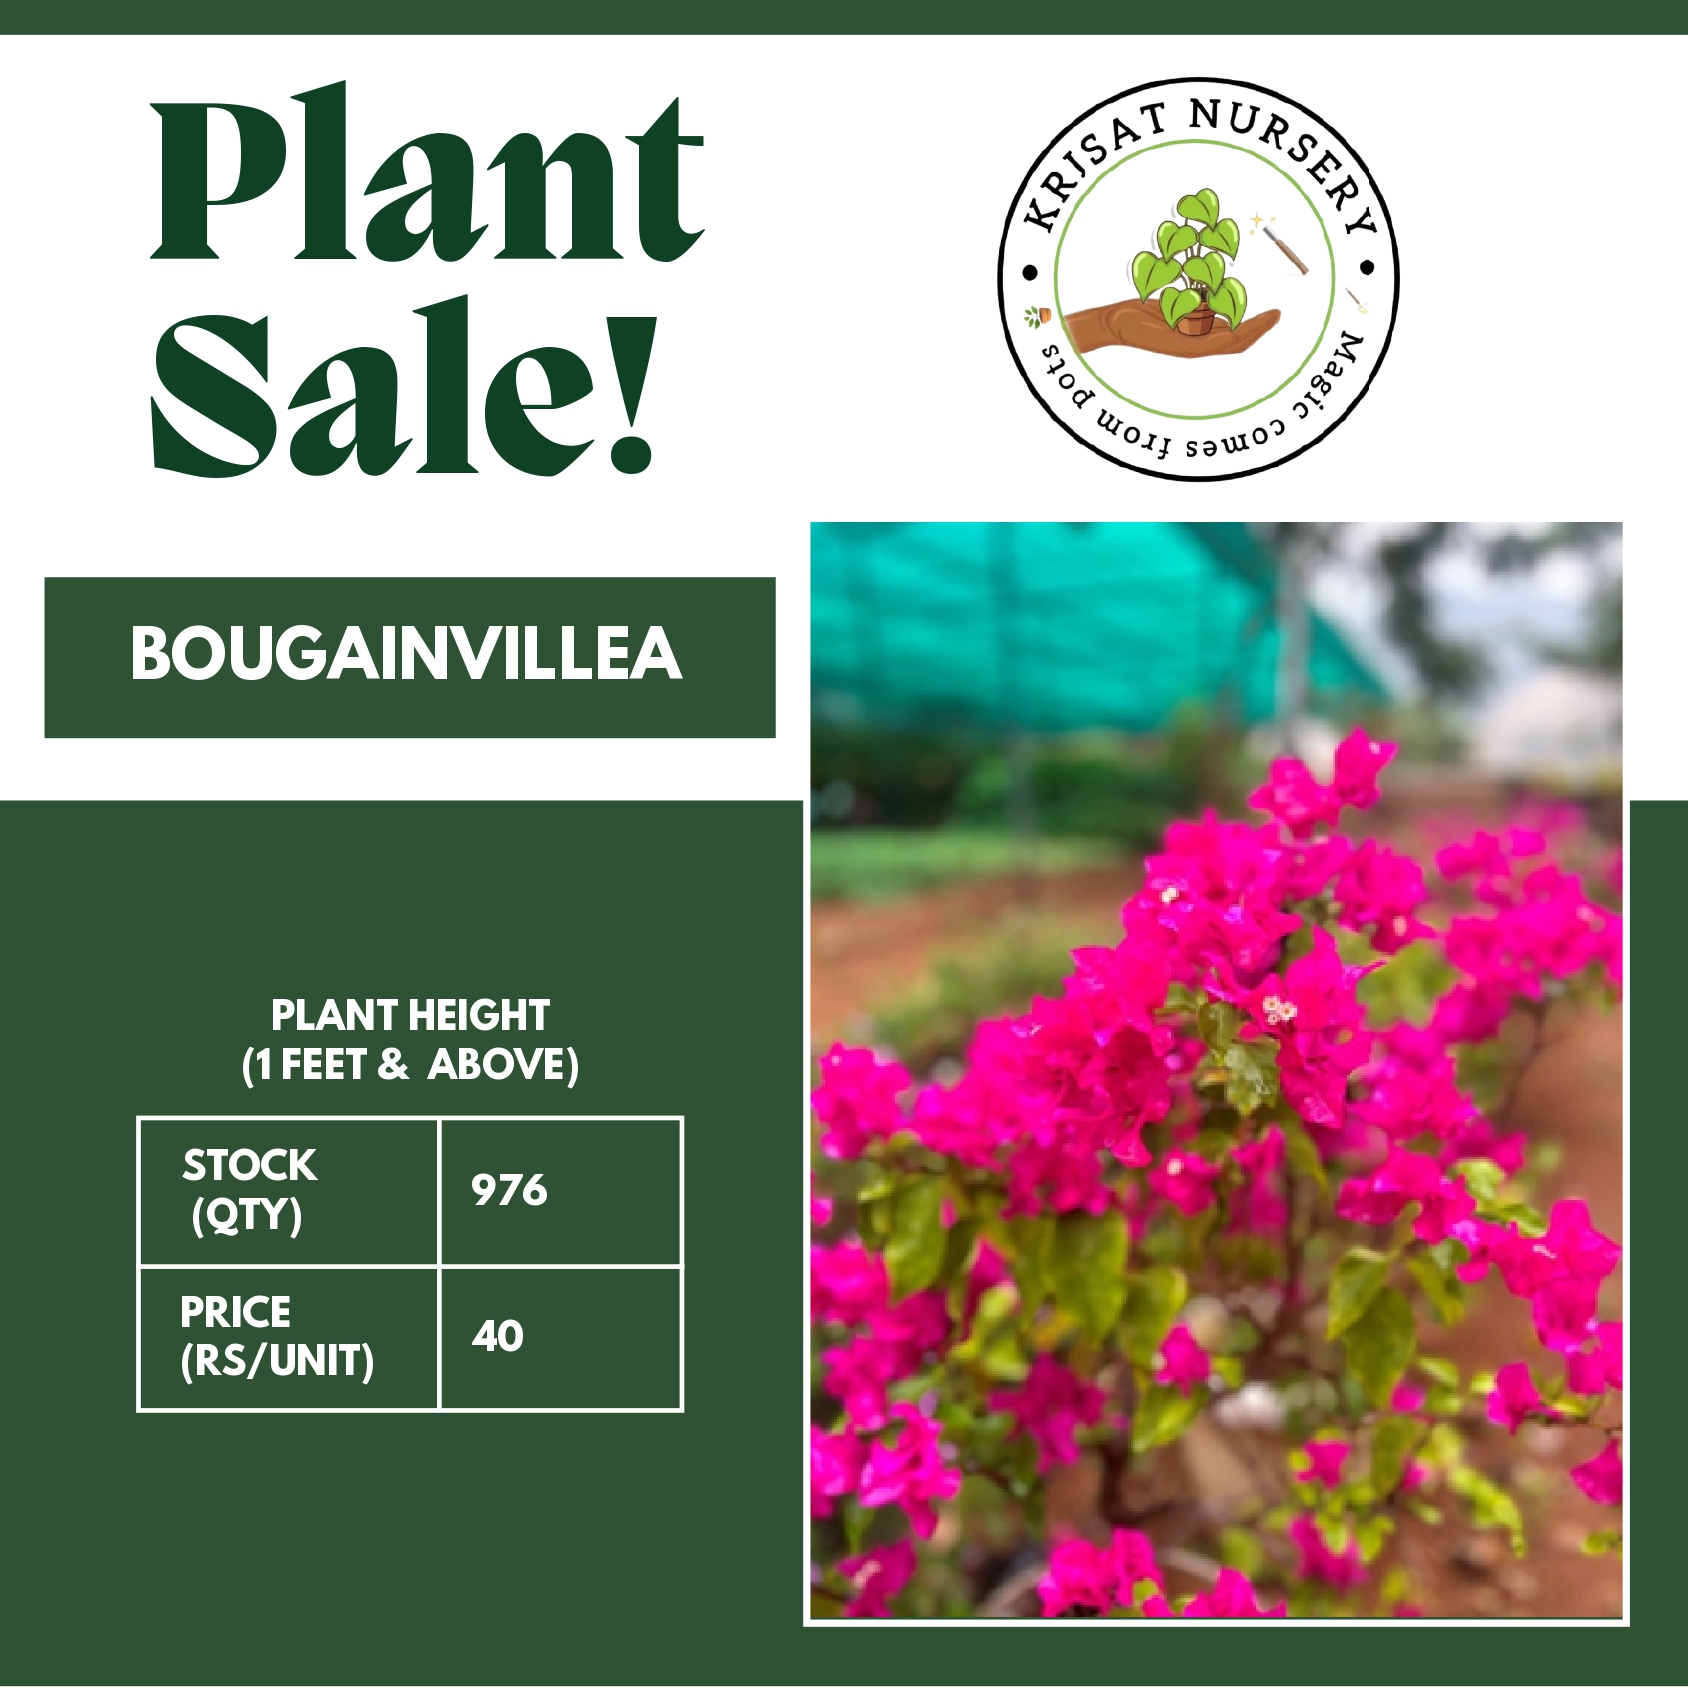 Plant
Sale!
KRISAT NURSERY
Magic comes from pots
BOUGAINVILLEA
PLANT HEIGHT
(1 FEET & ABOVE)
STOCK
(QTY)
976
PRICE
(RS/UNIT)
40